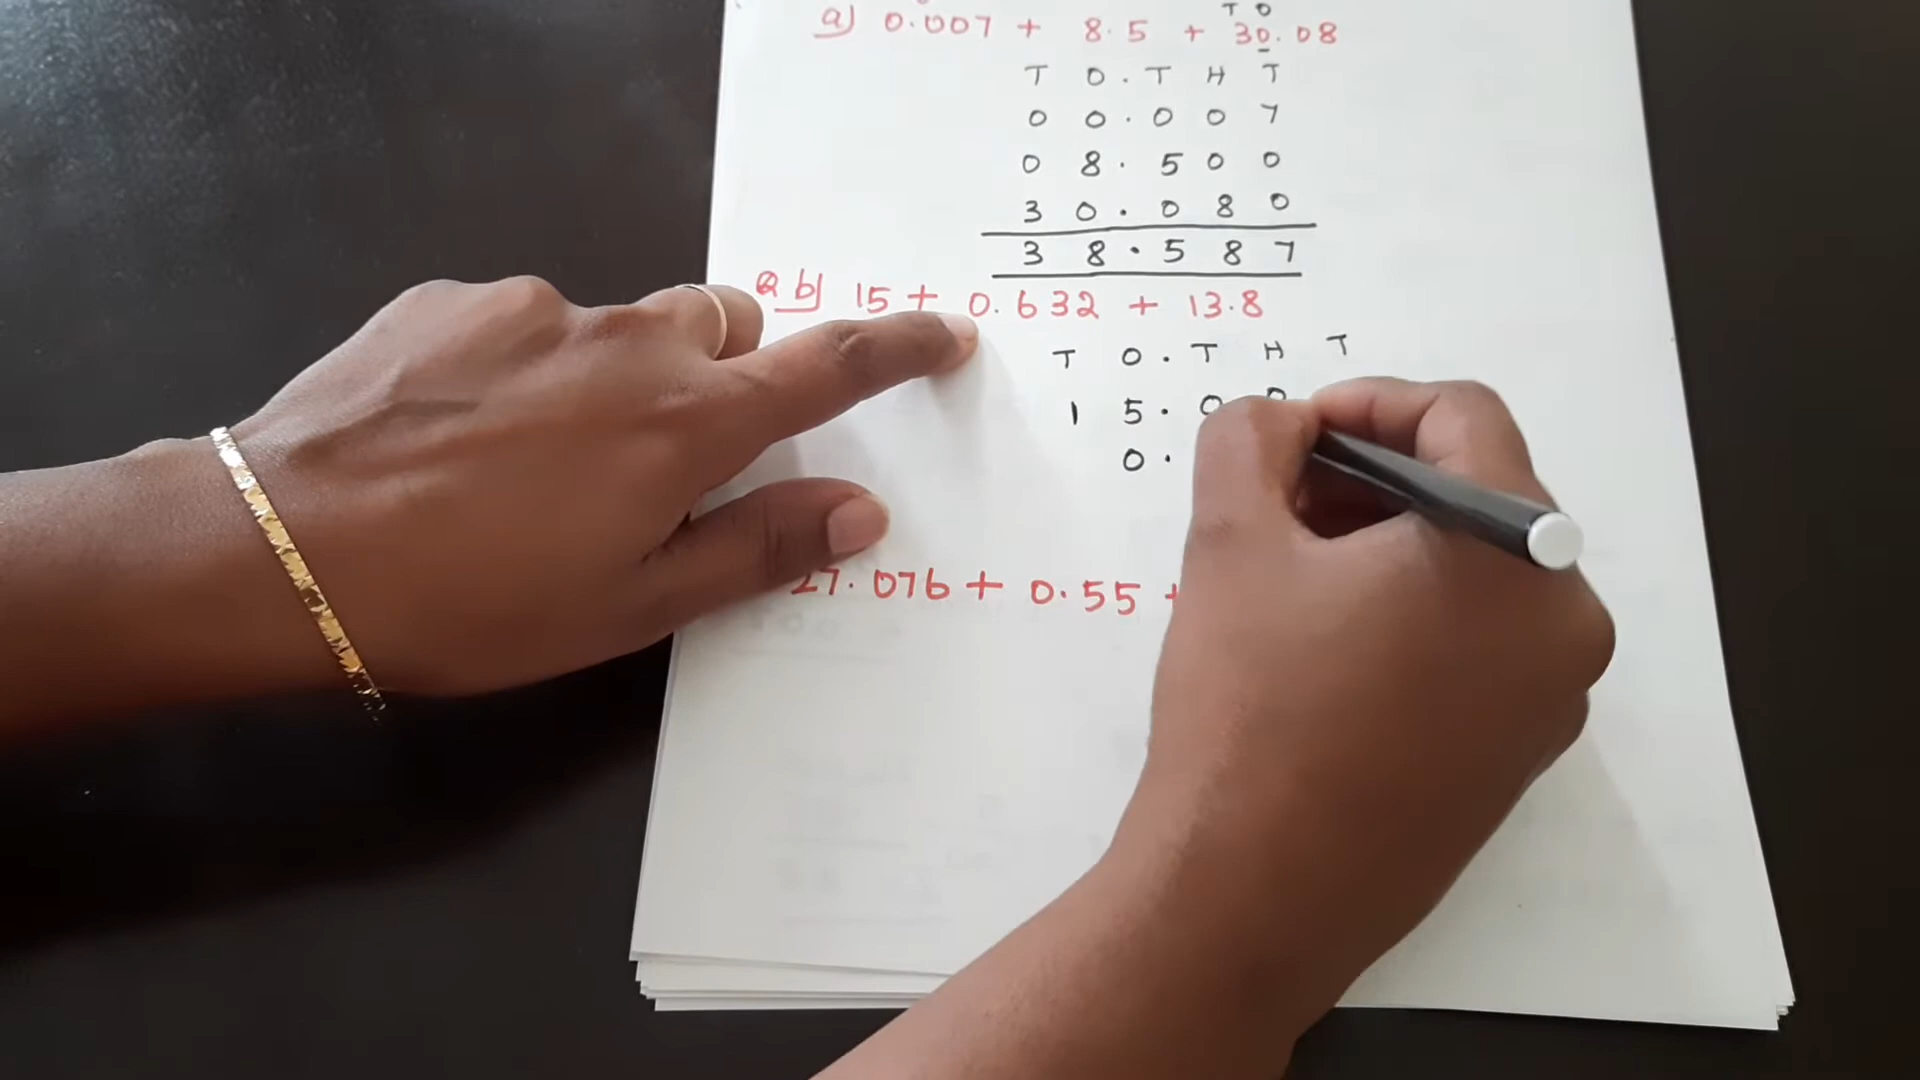 T O
a) 0.007 + 8.5 + 30.08
T O . T H T
0 0 . 0 0 7
0 8 . 5 0 0
3 0 . 0 8 0
3 8 . 5 8 7
Q b) 15 + 0.632 + 13.8
T O . T H T
1 5 . 0 0
0 .
27.076 + 0.55 +